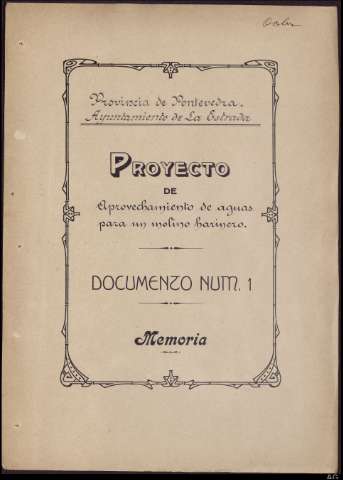 Provincia de Pontevedra.
Ayuntamiento de La Estrada
PROYECTO
DE
Aprovechamiento de aguas
para un molino harinero.
DOCUMENTO NUM. 1
Memoria